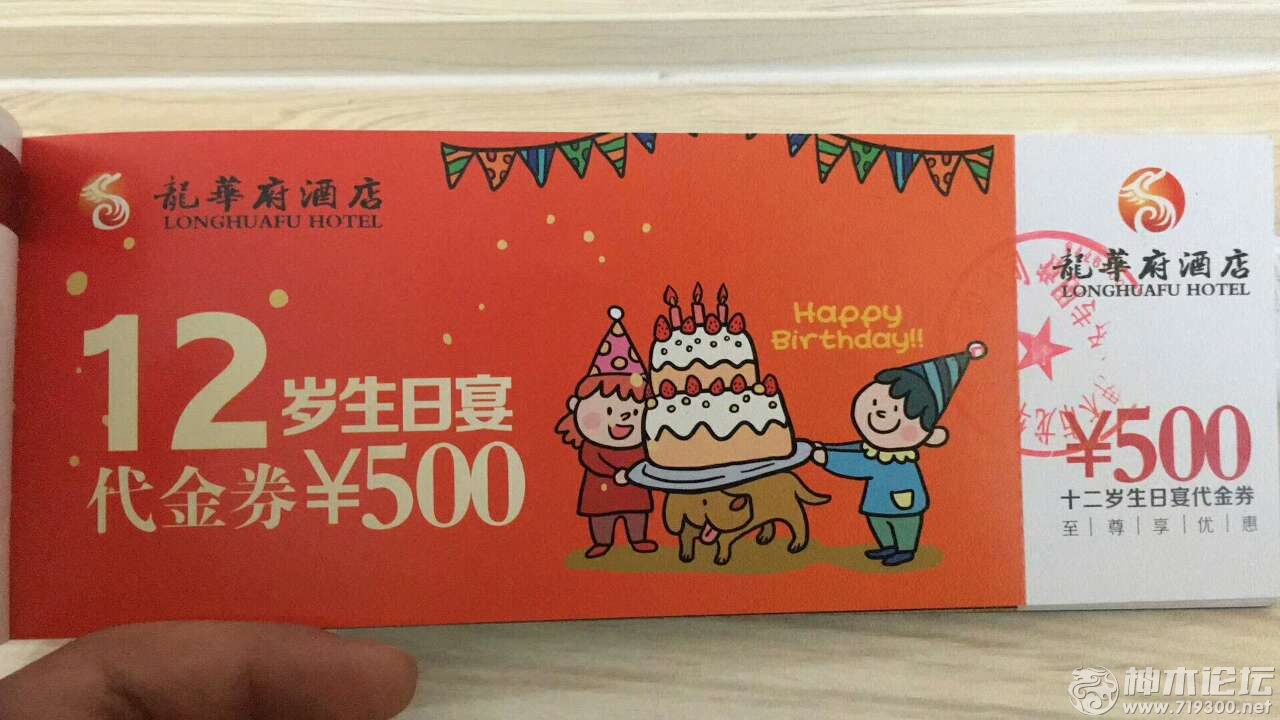 龍華府酒店
LONGHUAFU HOTEL
12岁生日宴
代金券¥500
Happy
Birthday!!
龍華府酒店
LONGHUAFU HOTEL
¥500
十二岁生日宴代金券
至|尊|享|优|惠
神木论坛
www.719300.net